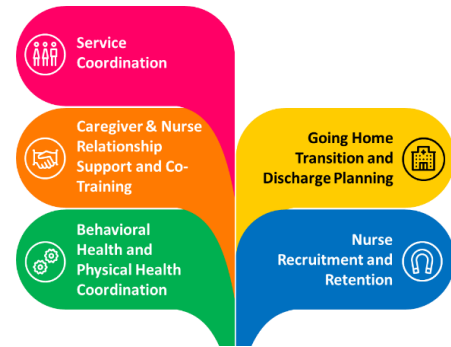 Service
Coordination
Caregiver & Nurse
Relationship
Support and Co-
Training
Going Home
Transition and
Discharge Planning
Behavioral
Health and
Physical Health
Coordination
Nurse
Recruitment and
Retention